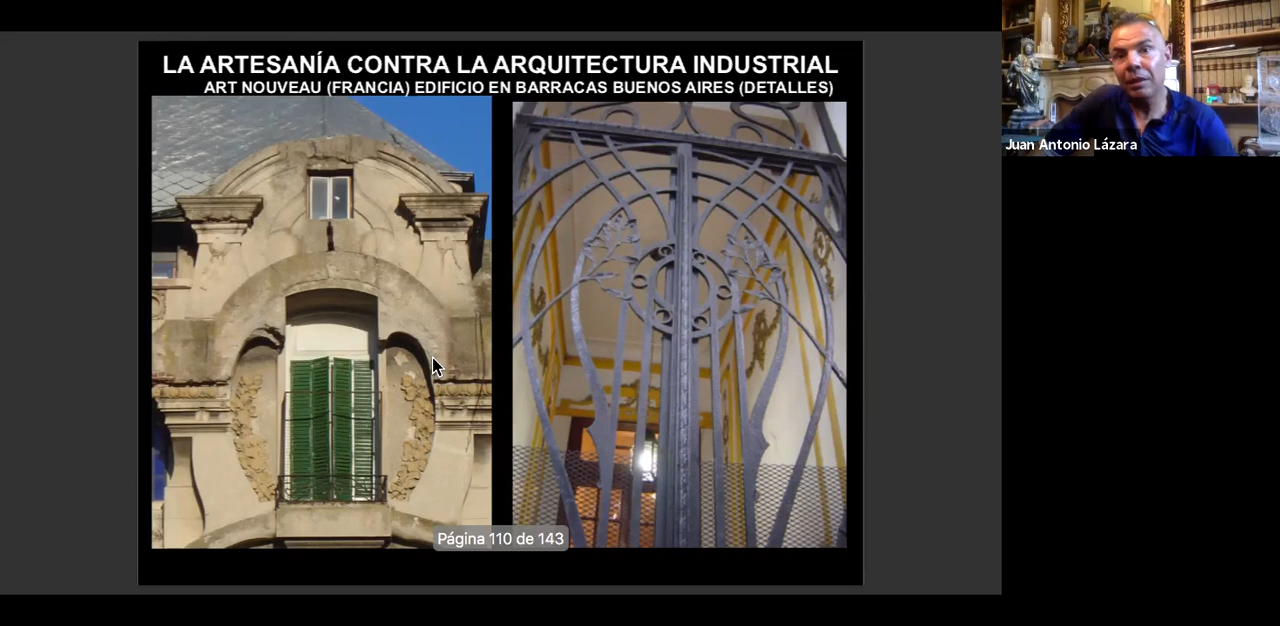 LA ARTESANÍA CONTRA LA ARQUITECTURA INDUSTRIAL
ART NOUVEAU (FRANCIA) EDIFICIO EN BARRACAS BUENOS AIRES (DETALLES)
Juan Antonio Lázara
Página 110 de 143